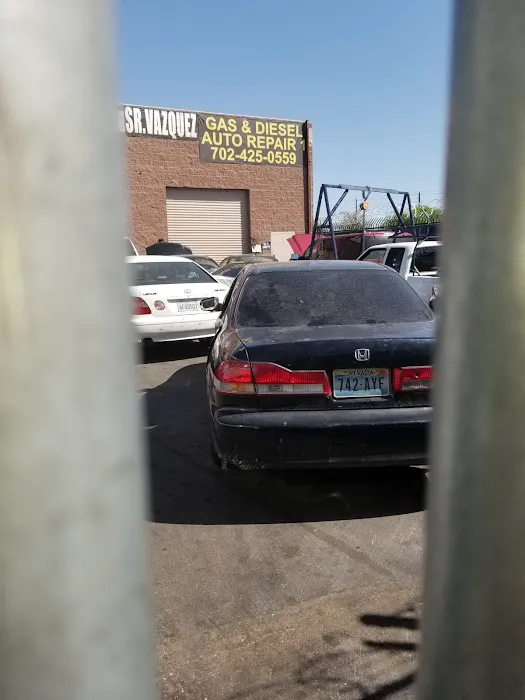 SR.VAZQUEZ
GAS & DIESEL
AUTO REPAIR
702-425-0559
NEVADA
742·AYF